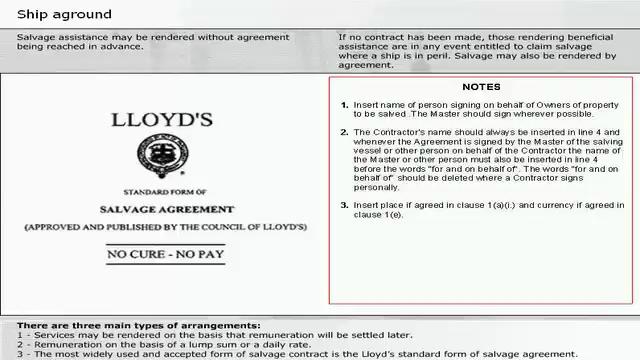 Ship aground
Salvage assistance may be rendered without agreement
being reached in advance.
If no contract has been made, those rendering beneficial
assistance are in any event entitled to claim salvage
where a ship is in peril. Salvage may also be rendered by
agreement.
LLOYD'S
STANDARD FORM OF
SALVAGE AGREEMENT
(APPROVED AND PUBLISHED BY THE COUNCIL OF LLOYD'S)
NO CURE - NO PAY
NOTES
1. Insert name of person signing on behalf of Owners of property
to be salved .The Master should sign wherever possible.
2. The Contractor's name should always be inserted in line 4 and
whenever the Agreement is signed by the Master of the salving
vessel or other person on behalf of the Contractor the name of
the Master or other person must also be inserted in line 4
before the words "for and on behalf of". The words "for and on
behalf of" should be deleted where a Contractor signs
personally.
3. Insert place if agreed in clause 1(a)(i.) and currency if agreed in
clause 1(e).
There are three main types of arrangements:
1 - Services may be rendered on the basis that remuneration will be settled later.
2 - Remuneration on the basis of a lump sum or a daily rate.
3 - The most widely used and accepted form of salvage contract is the Lloyd's standard form of salvage agreement.